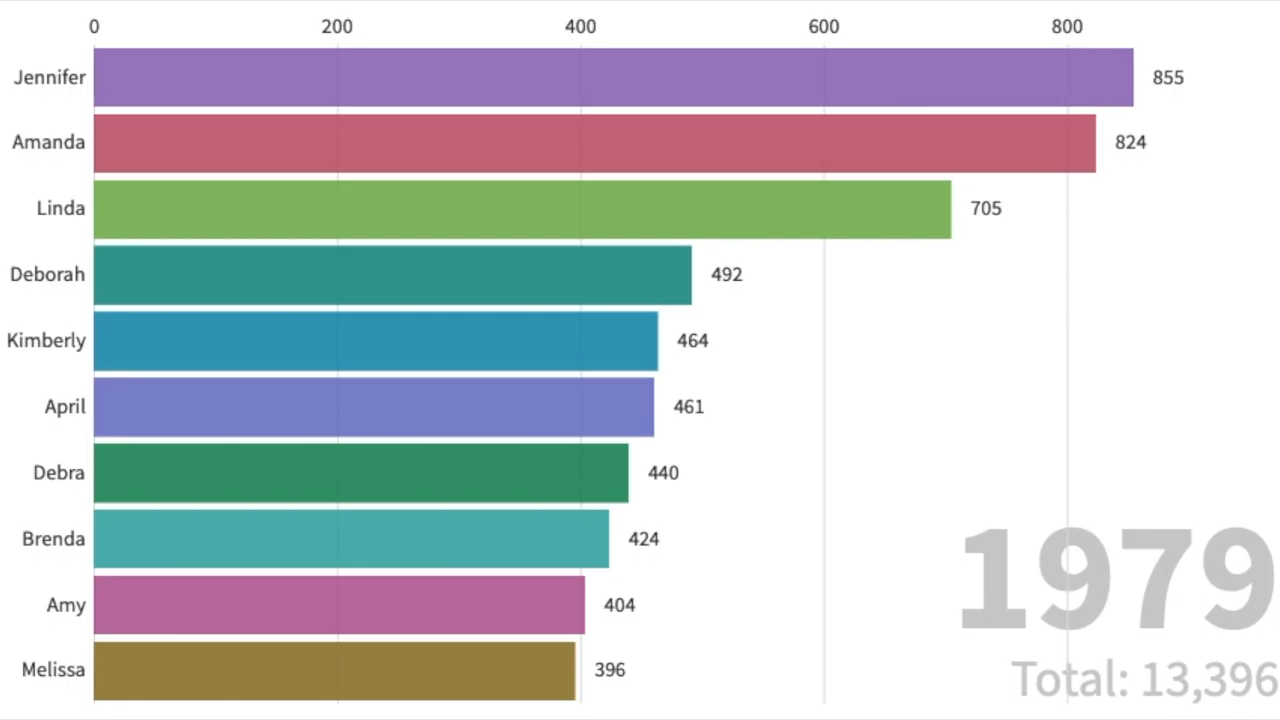 0 200 400 600 800
Jennifer 855
Amanda 824
Linda 705
Deborah 492
Kimberly 464
April 461
Debra 440
Brenda 424
Amy 404
Melissa 396
1979
Total: 13,396